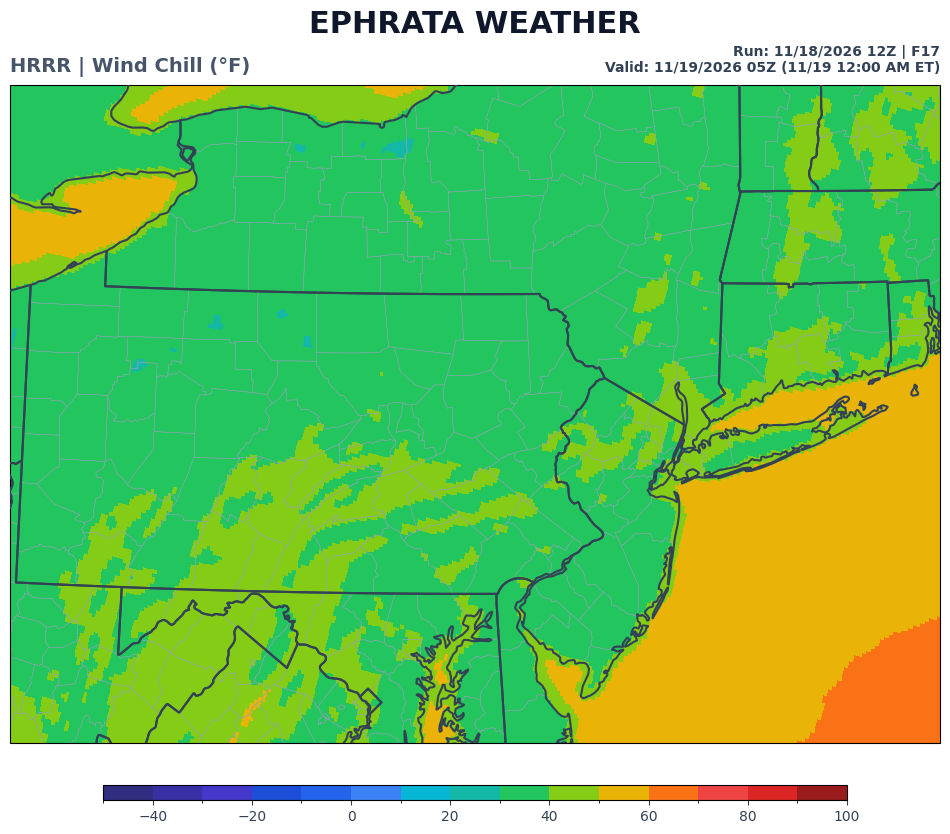 EPHRATA WEATHER
HRRR | Wind Chill (°F)
Run: 11/18/2026 12Z | F17
Valid: 11/19/2026 05Z (11/19 12:00 AM ET)
−40 −20 0 20 40 60 80 100